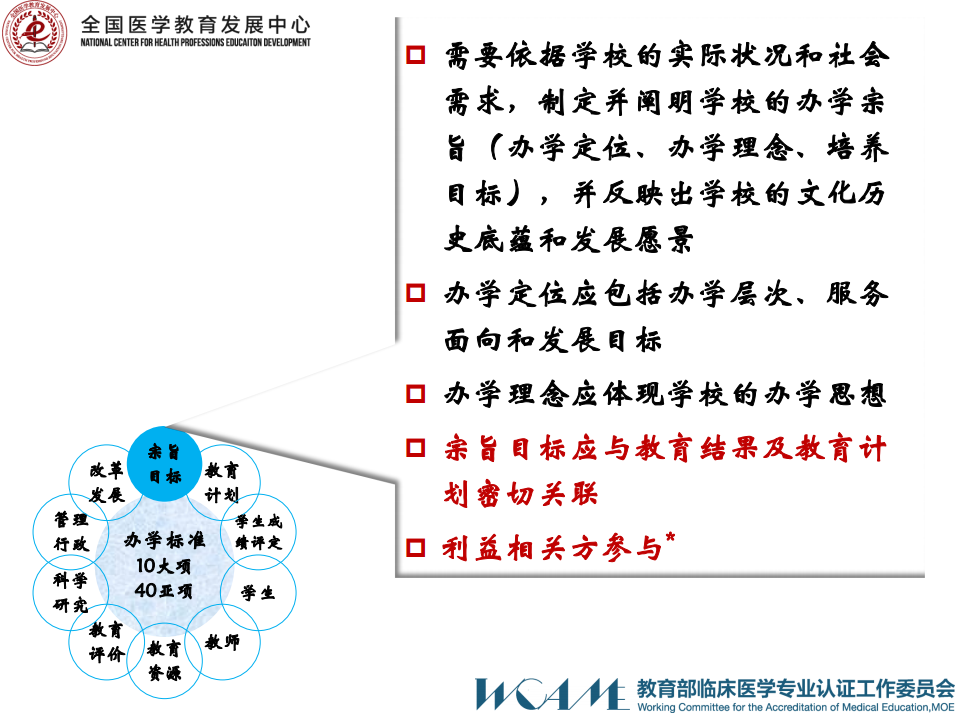 全国医学教育发展中心
NATIONAL CENTER FOR HEALTH PROFESSIONS EDUCAITON DEVELOPMENT
需要依据学校的实际状况和社会
需求，制定并阐明学校的办学宗
旨（办学定位、办学理念、培养
目标），并反映出学校的文化历
史底蕴和发展愿景
办学定位应包括办学层次、服务
面向和发展目标
办学理念应体现学校的办学思想
宗旨目标应与教育结果及教育计
划密切关联
利益相关方参与*
宗旨
目标
教育
计划
学生成
绩评定
学生
教师
教育
资源
教育
评价
科学
研究
管理
行政
改革
发展
办学标准
10大项
40亚项
WCAME
教育部临床医学专业认证工作委员会
Working Committee for the Accreditation of Medical Education,MOE